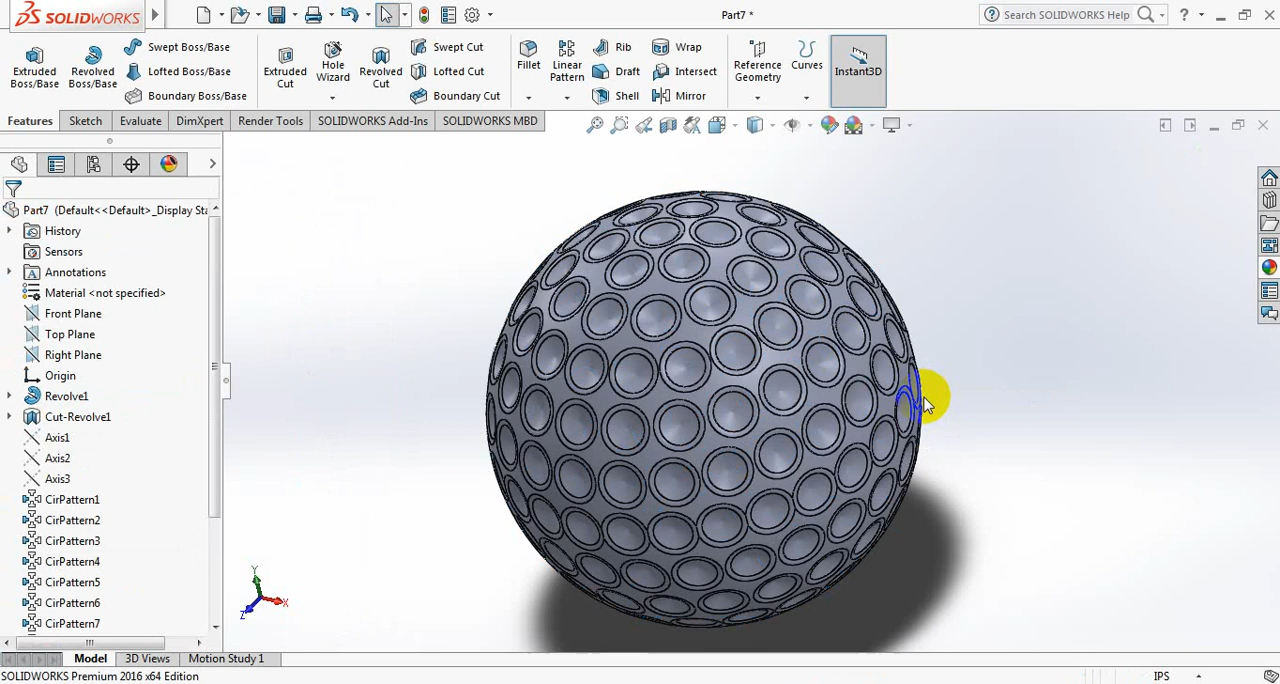 SOLIDWORKS
Part7 *
Search SOLIDWORKS Help
?
Extruded Boss/Base
Revolved Boss/Base
Swept Boss/Base
Lofted Boss/Base
Boundary Boss/Base
Extruded Cut
Hole Wizard
Revolved Cut
Swept Cut
Lofted Cut
Boundary Cut
Fillet
Linear Pattern
Rib
Draft
Shell
Wrap
Intersect
Mirror
Reference Geometry
Curves
Instant3D
Features
Sketch
Evaluate
DimXpert
Render Tools
SOLIDWORKS Add-Ins
SOLIDWORKS MBD
Part7 (Default<<Default>_Display Sta
History
Sensors
Annotations
Material <not specified>
Front Plane
Top Plane
Right Plane
Origin
Revolve1
Cut-Revolve1
Axis1
Axis2
Axis3
CirPattern1
CirPattern2
CirPattern3
CirPattern4
CirPattern5
CirPattern6
CirPattern7
Y
X
Z
Model
3D Views
Motion Study 1
SOLIDWORKS Premium 2016 x64 Edition
IPS